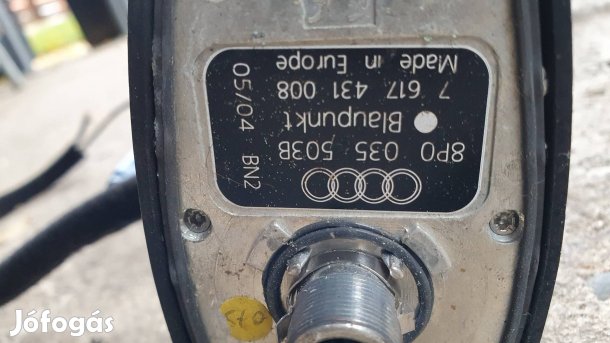 8P0 035 503B
Blaupunkt
7 617 431 008
Made in Europe
05/04 BN2
Jófogás